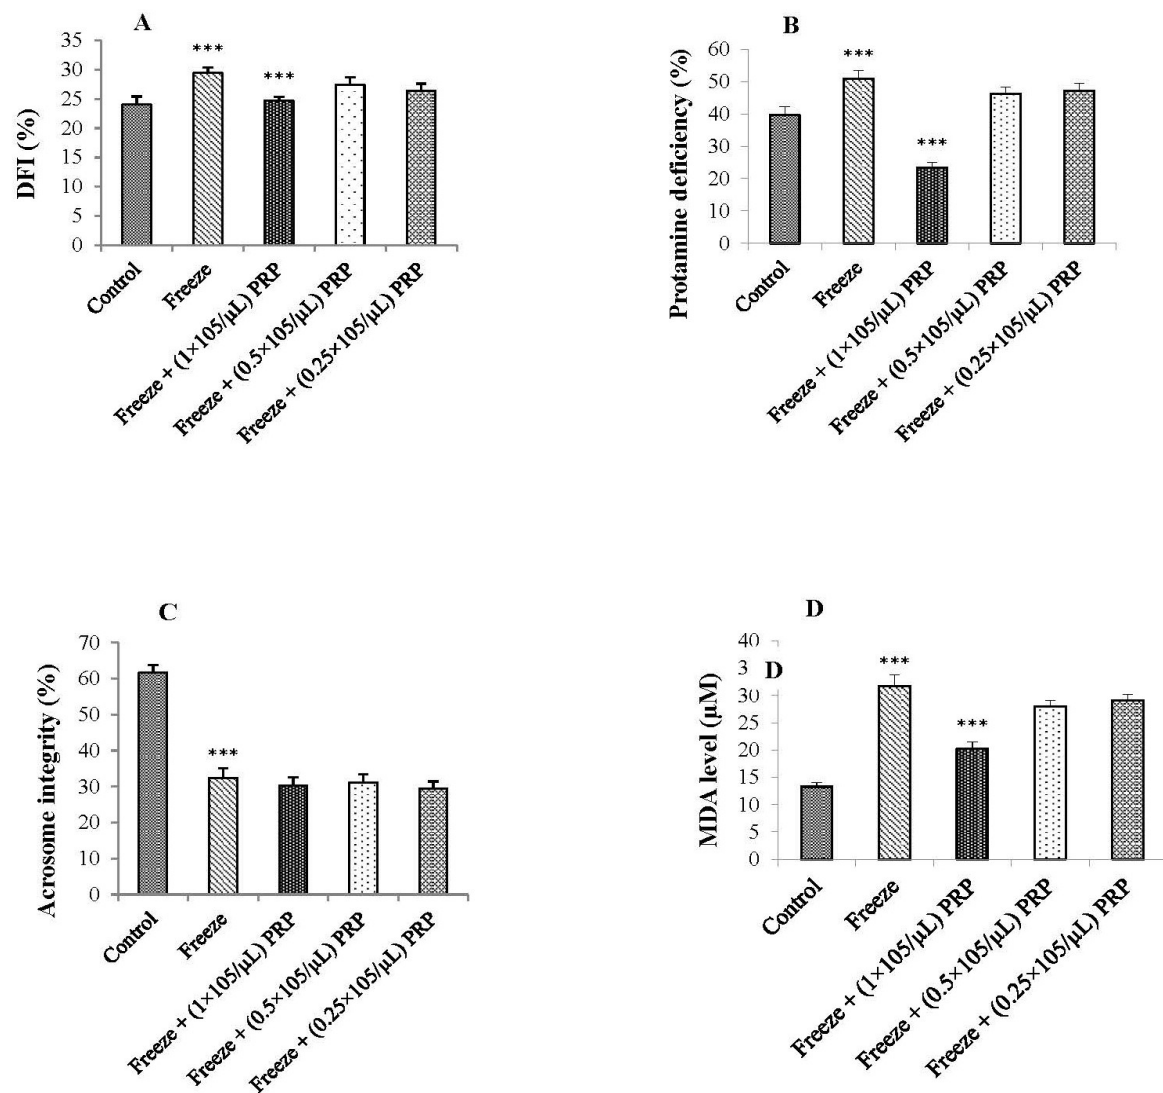 A
DFI (%)
35
30
25
20
15
10
5
0
***
***
Control
Freeze
Freeze + (1×105/µL) PRP
Freeze + (0.5×105/µL) PRP
Freeze + (0.25×105/µL) PRP
B
Protamine deficiency (%)
60
50
40
30
20
10
0
***
***
Control
Freeze
Freeze + (1×105/µL) PRP
Freeze + (0.5×105/µL) PRP
Freeze + (0.25×105/µL) PRP
C
Acrosome integrity (%)
70
60
50
40
30
20
10
0
***
Control
Freeze
Freeze + (1×105/µL) PRP
Freeze + (0.5×105/µL) PRP
Freeze + (0.25×105/µL) PRP
D
D
MDA level (µM)
40
3
30
25
20
15
10
5
0
***
***
Control
Freeze
Freeze + (1×105/µL) PRP
Freeze + (0.5×105/µL) PRP
Freeze + (0.25×105/µL) PRP